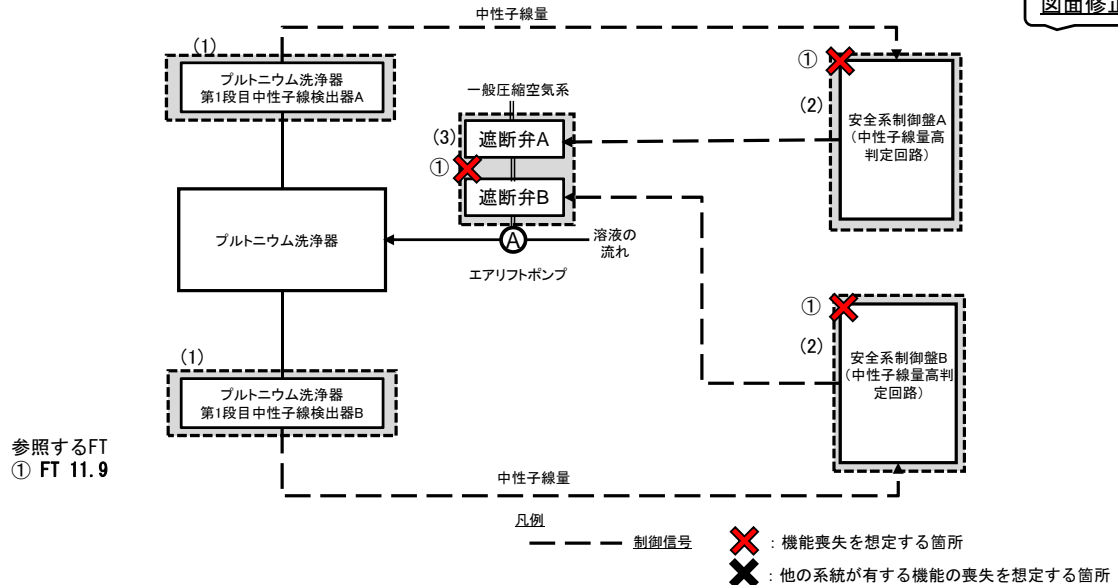 図面修正
中性子線量
(1)
プルトニウム洗浄器
第1段目中性子線検出器A
一般圧縮空気系
(3)
遮断弁A
①
遮断弁B
①
(2)
安全系制御盤A
(中性子線量高
判定回路)
プルトニウム洗浄器
A
溶液の
流れ
エアリフトポンプ
①
(2)
安全系制御盤B
(中性子線量高判
定回路)
(1)
プルトニウム洗浄器
第1段目中性子線検出器B
参照するFT
① FT 11.9
中性子線量
凡例
制御信号
:機能喪失を想定する箇所
:他の系統が有する機能の喪失を想定する箇所